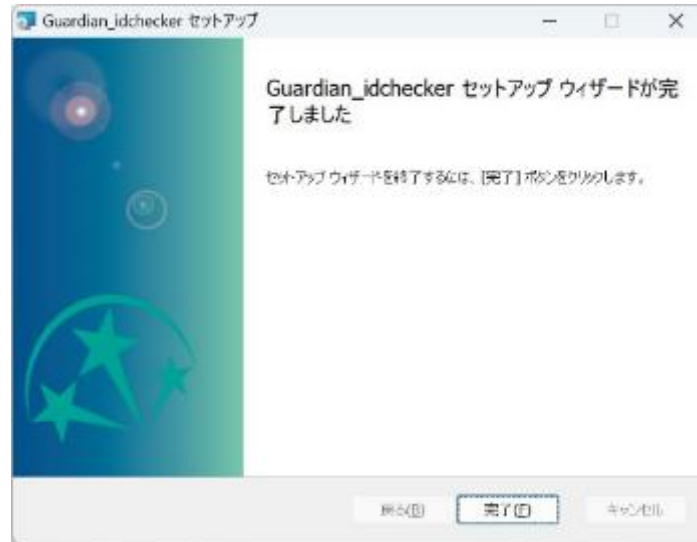 Guardian_idchecker セットアップ
Guardian_idchecker セットアップ ウィザードが完
了しました
セットアップ ウィザードを終了するには、[完了] ボタンをクリックします。
戻る(B)
完了(F)
キャンセル